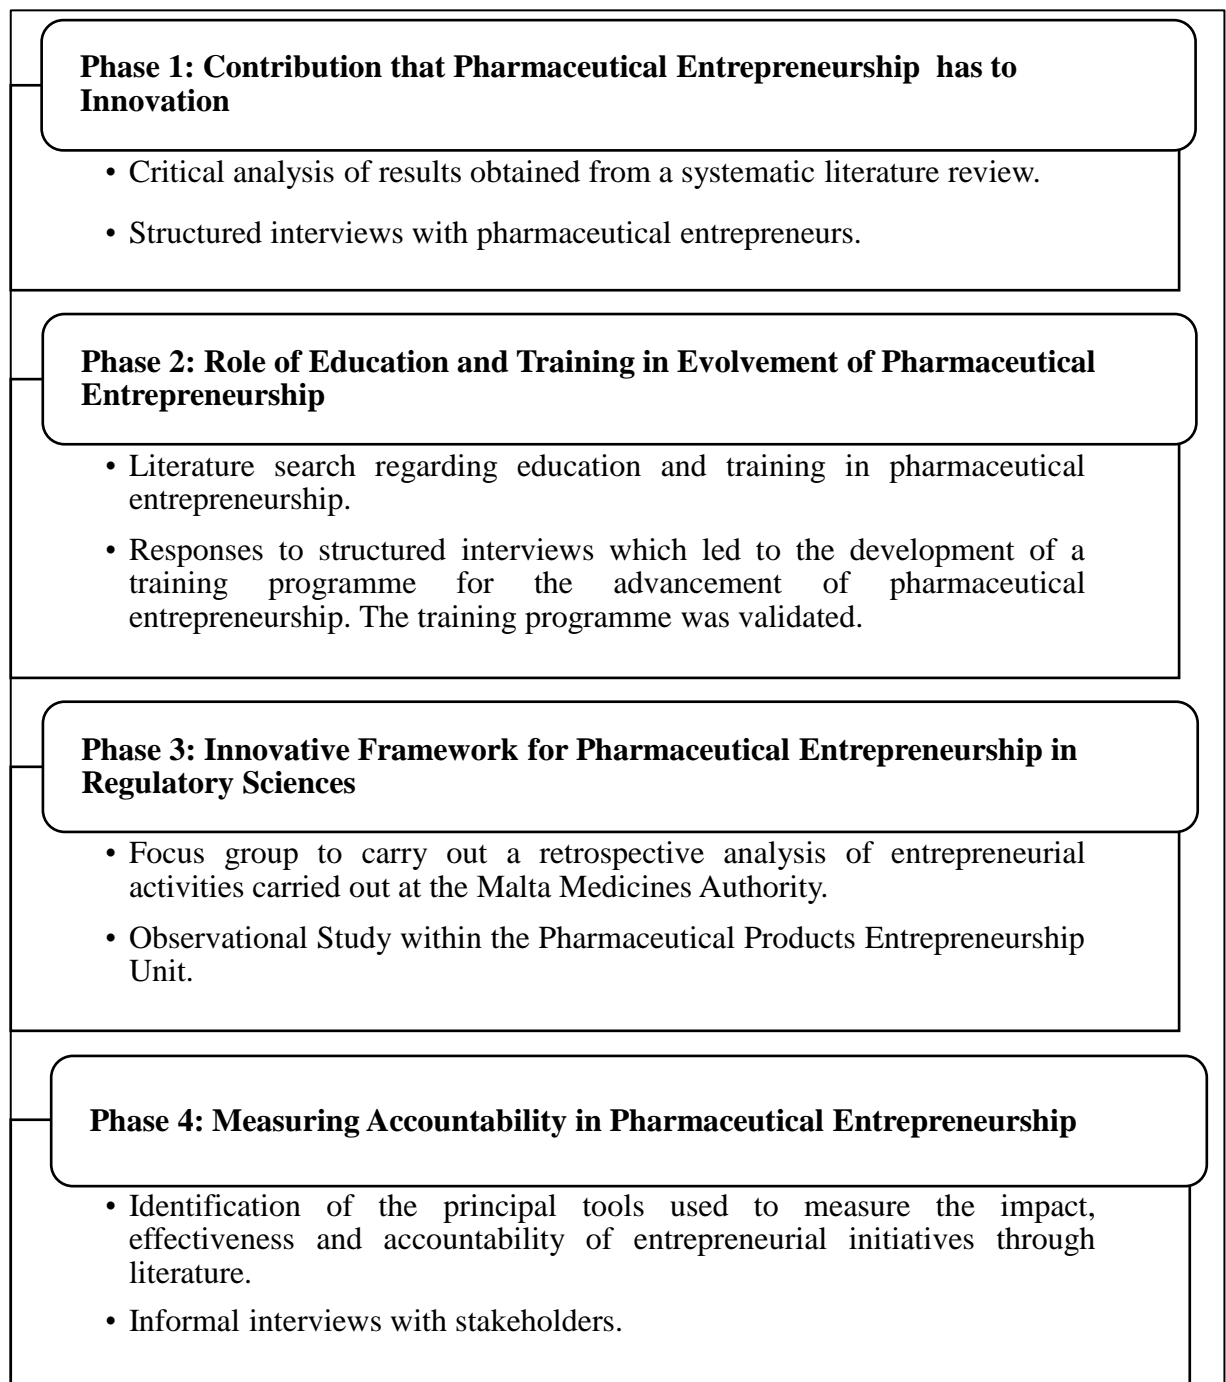 Phase 1: Contribution that Pharmaceutical Entrepreneurship has to
Innovation
• Critical analysis of results obtained from a systematic literature review.
• Structured interviews with pharmaceutical entrepreneurs.
Phase 2: Role of Education and Training in Evolvement of Pharmaceutical
Entrepreneurship
• Literature search regarding education and training in pharmaceutical
entrepreneurship.
• Responses to structured interviews which led to the development of a
training programme for the advancement of pharmaceutical
entrepreneurship. The training programme was validated.
Phase 3: Innovative Framework for Pharmaceutical Entrepreneurship in
Regulatory Sciences
• Focus group to carry out a retrospective analysis of entrepreneurial
activities carried out at the Malta Medicines Authority.
• Observational Study within the Pharmaceutical Products Entrepreneurship
Unit.
Phase 4: Measuring Accountability in Pharmaceutical Entrepreneurship
• Identification of the principal tools used to measure the impact,
effectiveness and accountability of entrepreneurial initiatives through
literature.
• Informal interviews with stakeholders.